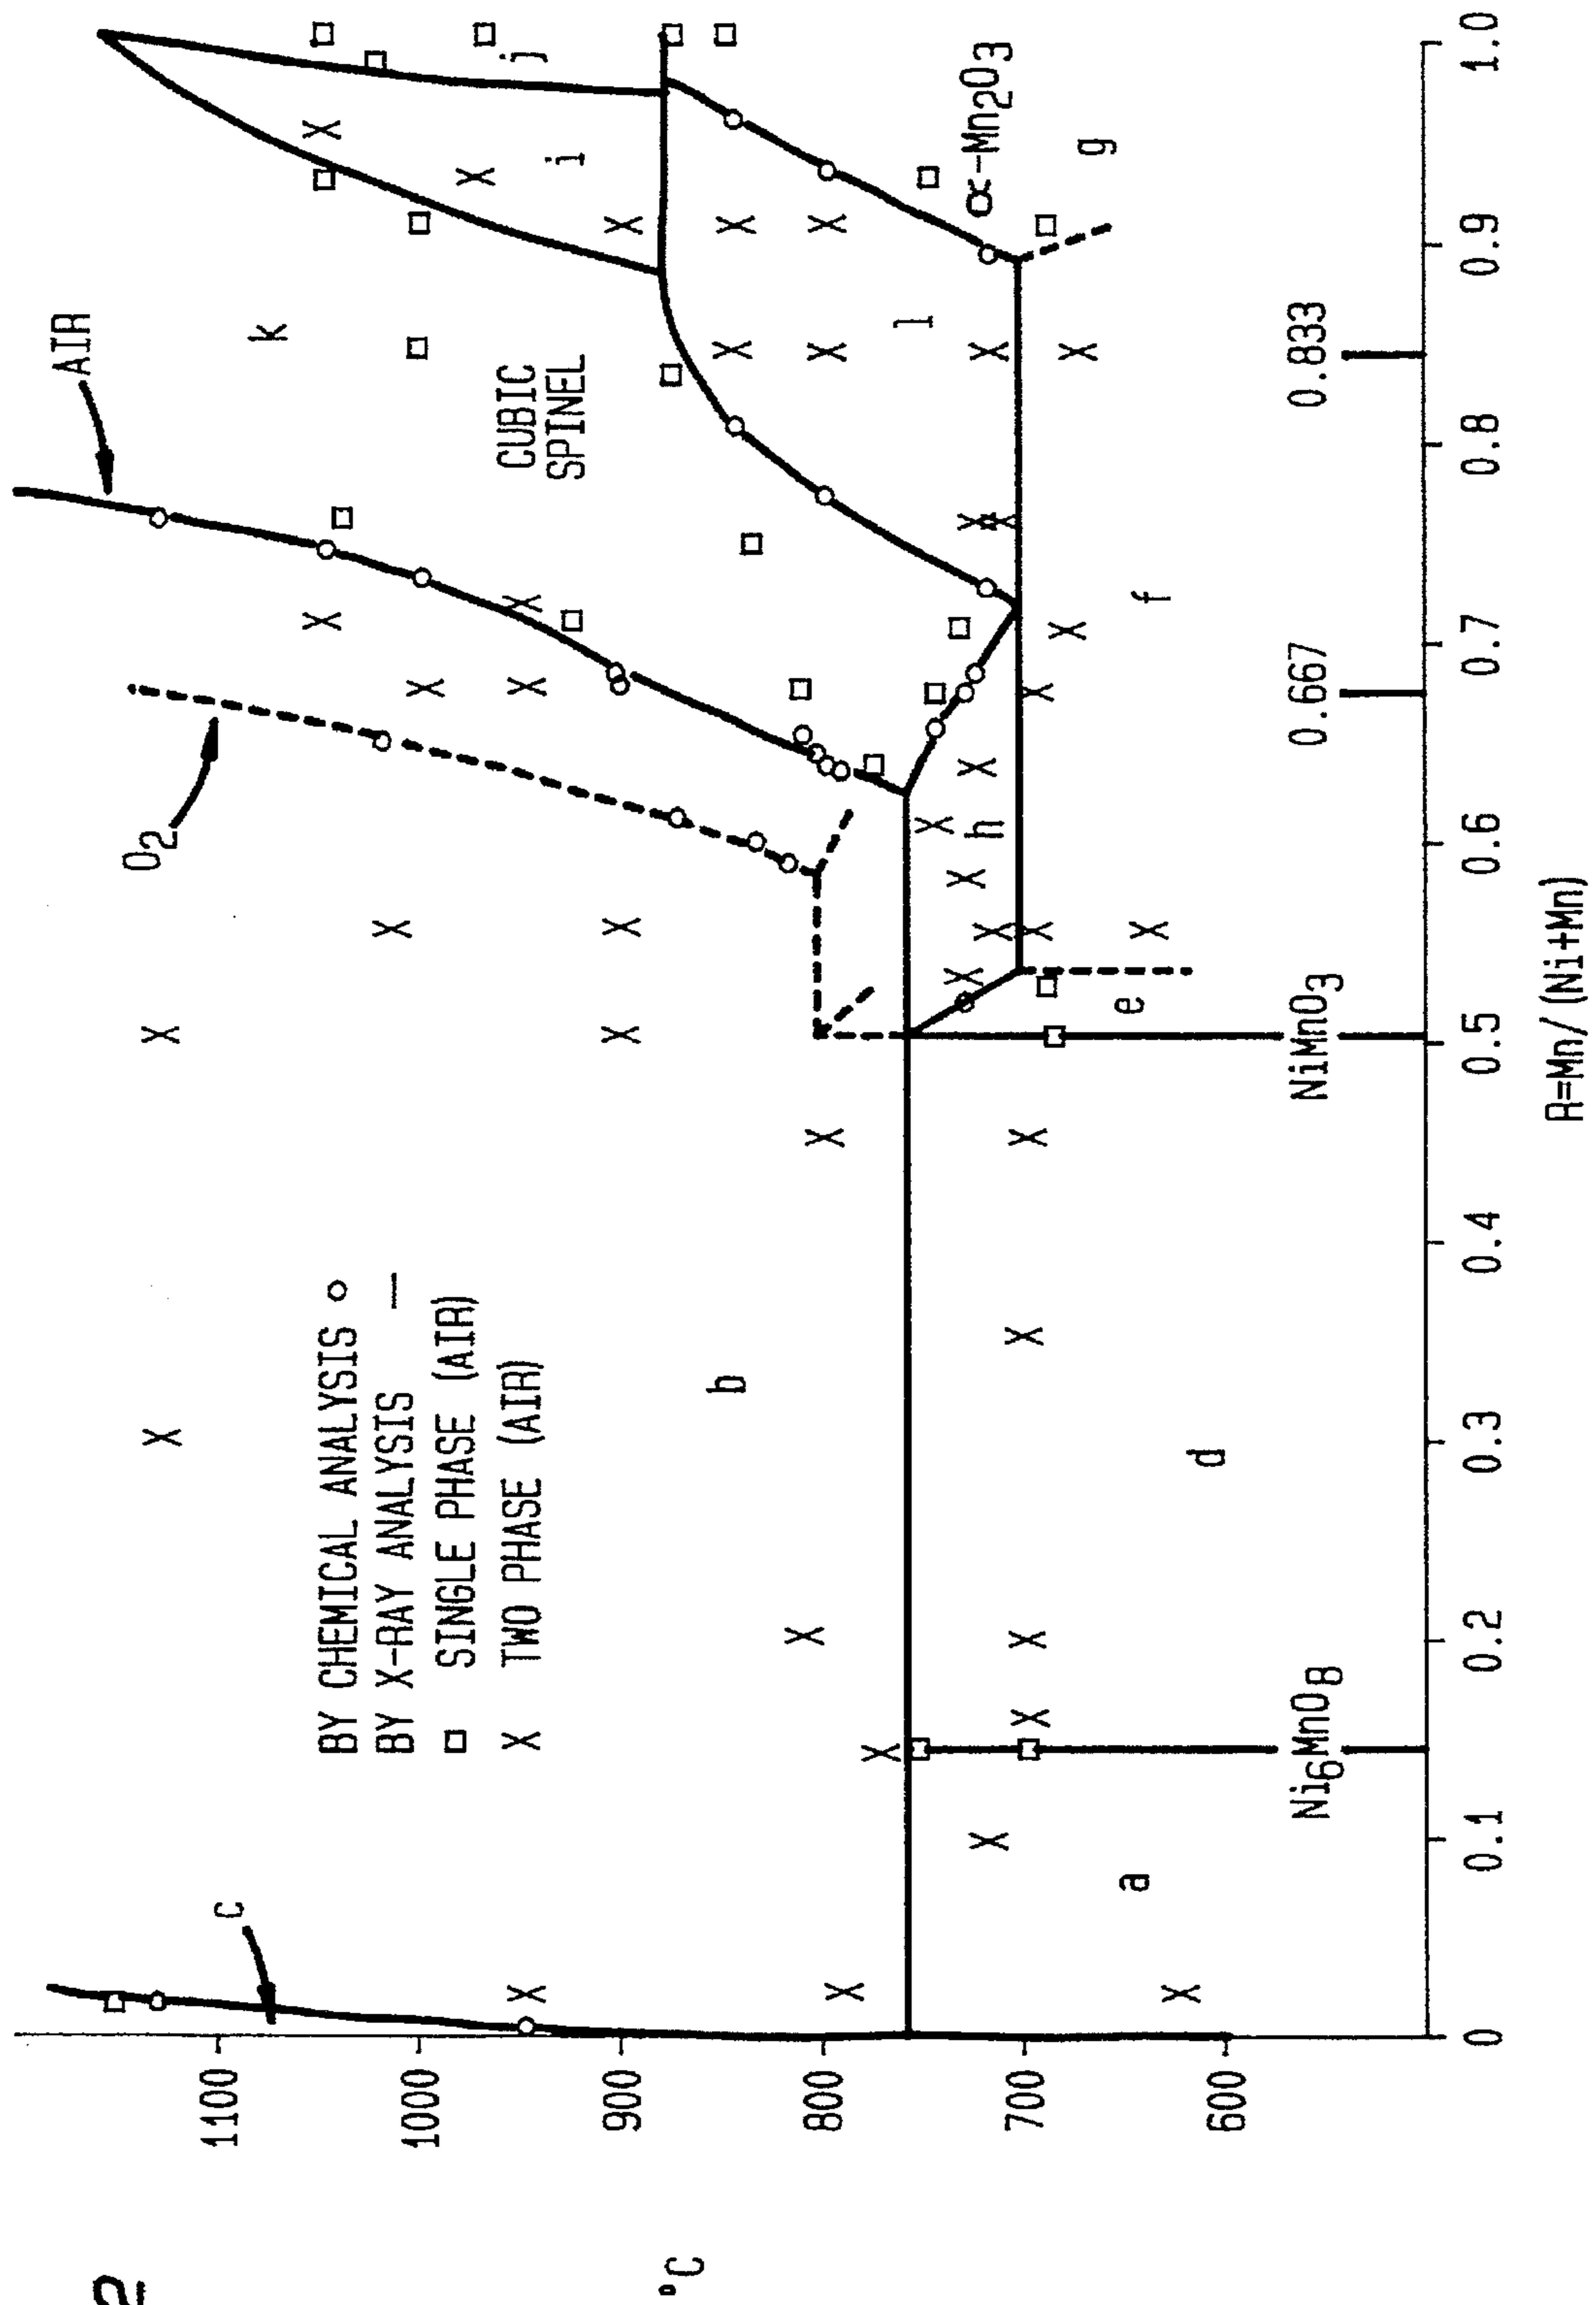 2
°C
1100
1000
900
800
700
600
c
O2
AIR
k
CUBIC
SPINEL
i
j
BY CHEMICAL ANALYSIS ○
BY X-RAY ANALYSIS —
□ SINGLE PHASE (AIR)
X TWO PHASE (AIR)
b
h
l
α-Mn2O3
a
d
e
f
g
Ni6MnO8
NiMnO3
0.667
0.833
0
0.1
0.2
0.3
0.4
0.5
0.6
0.7
0.8
0.9
1.0
R=Mn/(Ni+Mn)